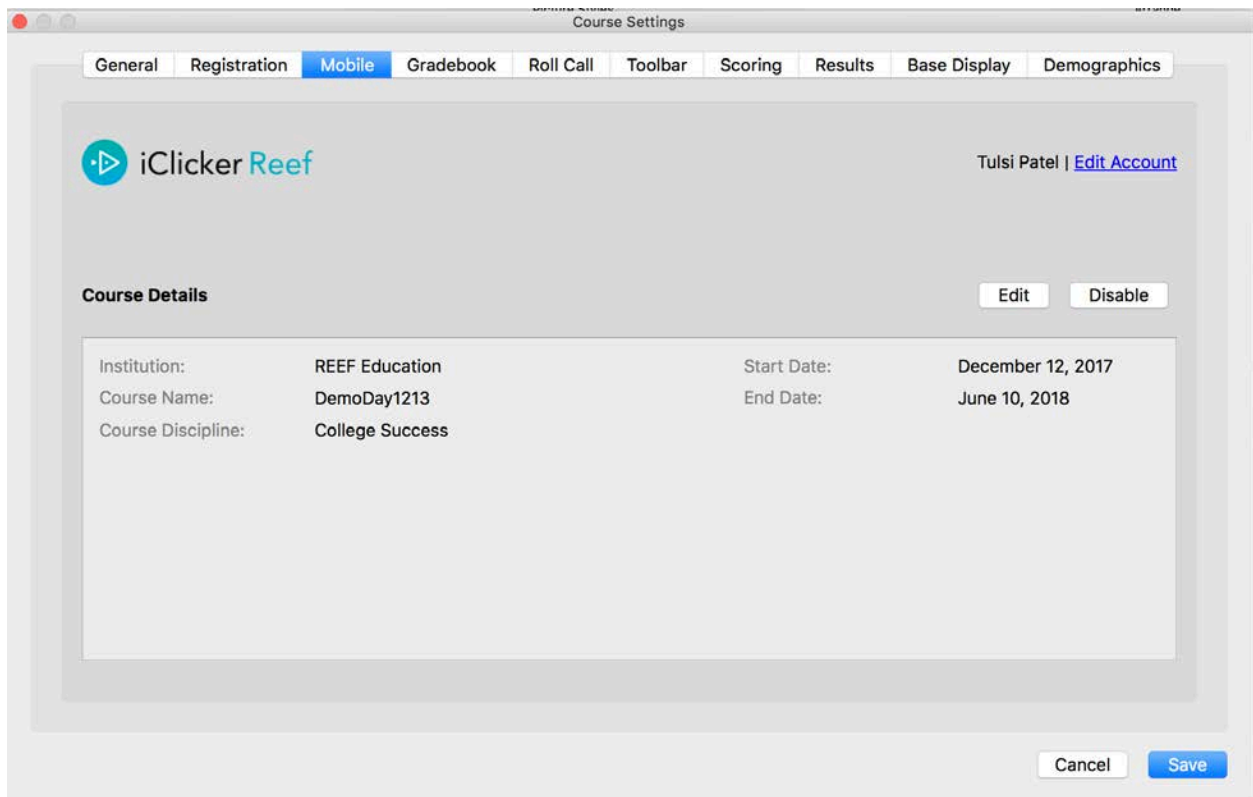 Course Settings
General Registration Mobile Gradebook Roll Call Toolbar Scoring Results Base Display Demographics
iClicker Reef
Tulsi Patel | Edit Account
Course Details
Edit Disable
Institution: REEF Education Start Date: December 12, 2017
Course Name: DemoDay1213 End Date: June 10, 2018
Course Discipline: College Success
Cancel Save